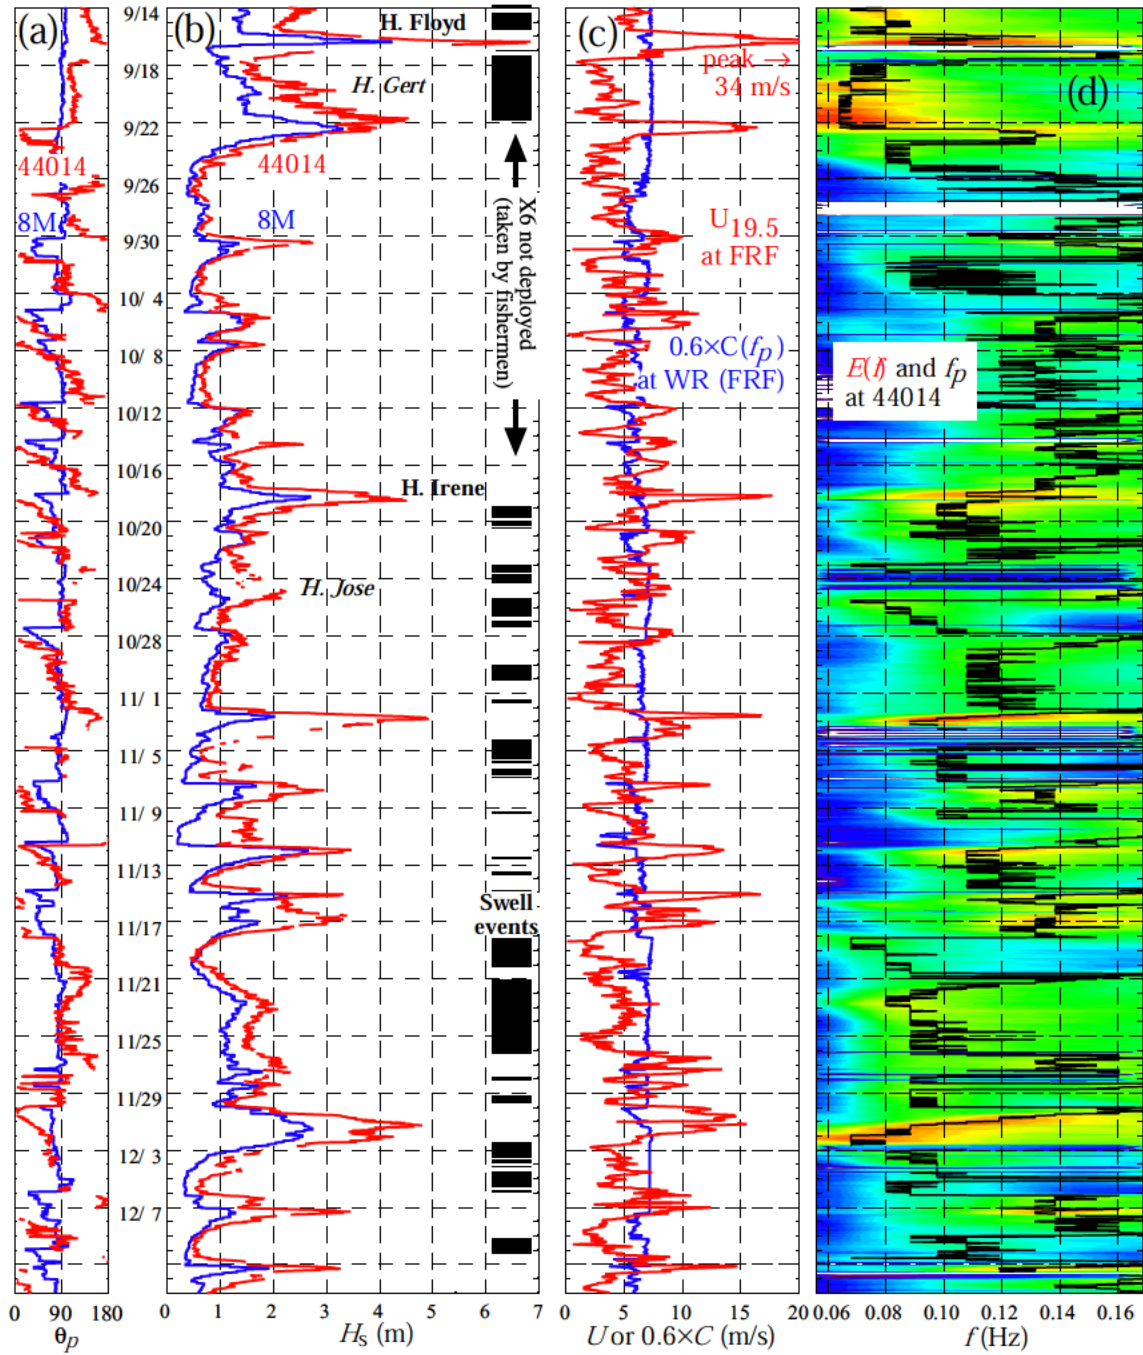 (a)
(b)
(c)
(d)
9/14
9/18
9/22
9/26
9/30
10/ 4
10/ 8
10/12
10/16
10/20
10/24
10/28
11/ 1
11/ 5
11/ 9
11/13
11/17
11/21
11/25
11/29
12/ 3
12/ 7
44014
8M
H. Floyd
H. Gert
44014
8M
X6 not deployed
(taken by fishermen)
H. Irene
H. Jose
Swell
events
peak →
34 m/s
U19.5
at FRF
0.6×C(fp)
at WR (FRF)
E(f) and fp
at 44014
0 90 180
θp
0 1 2 3 4 5 6 7
Hs (m)
0 5 10 15 20
U or 0.6×C (m/s)
0.06 0.08 0.10 0.12 0.14 0.16
f (Hz)